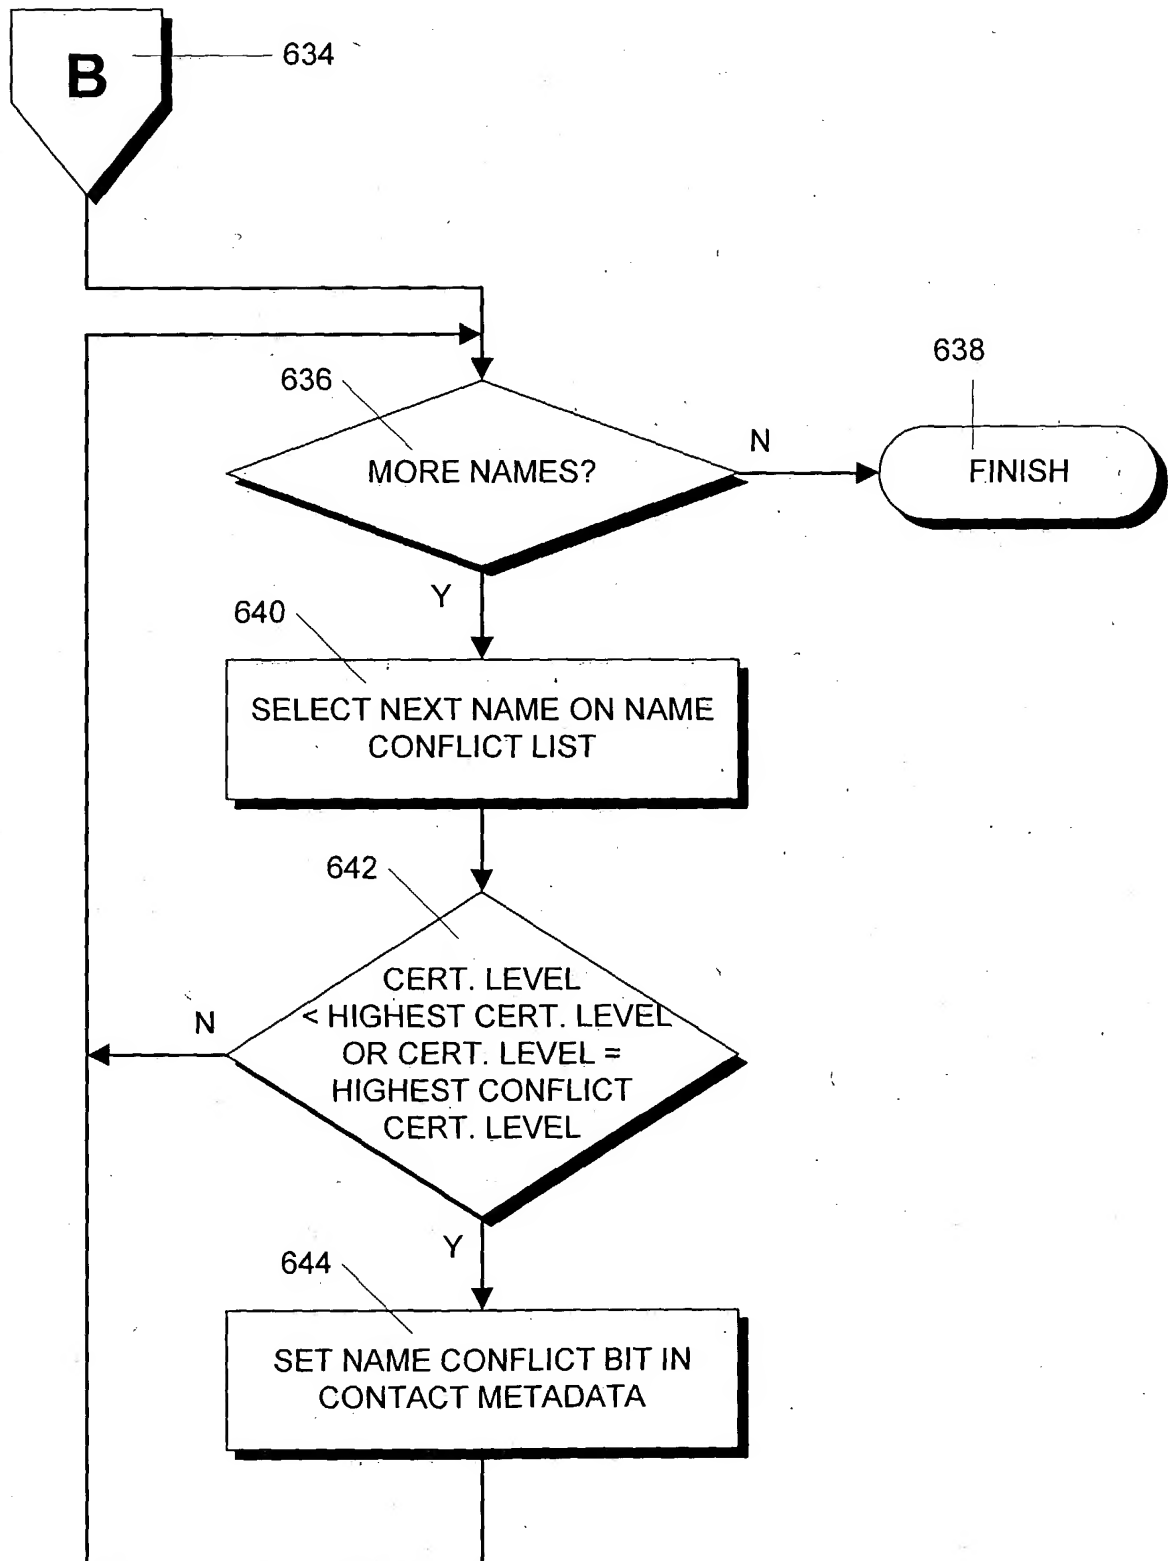 B
634
638
636
MORE NAMES?
N
FINISH
Y
640
SELECT NEXT NAME ON NAME
CONFLICT LIST
642
CERT. LEVEL
< HIGHEST CERT. LEVEL
OR CERT. LEVEL =
HIGHEST CONFLICT
CERT. LEVEL
N
Y
644
SET NAME CONFLICT BIT IN
CONTACT METADATA